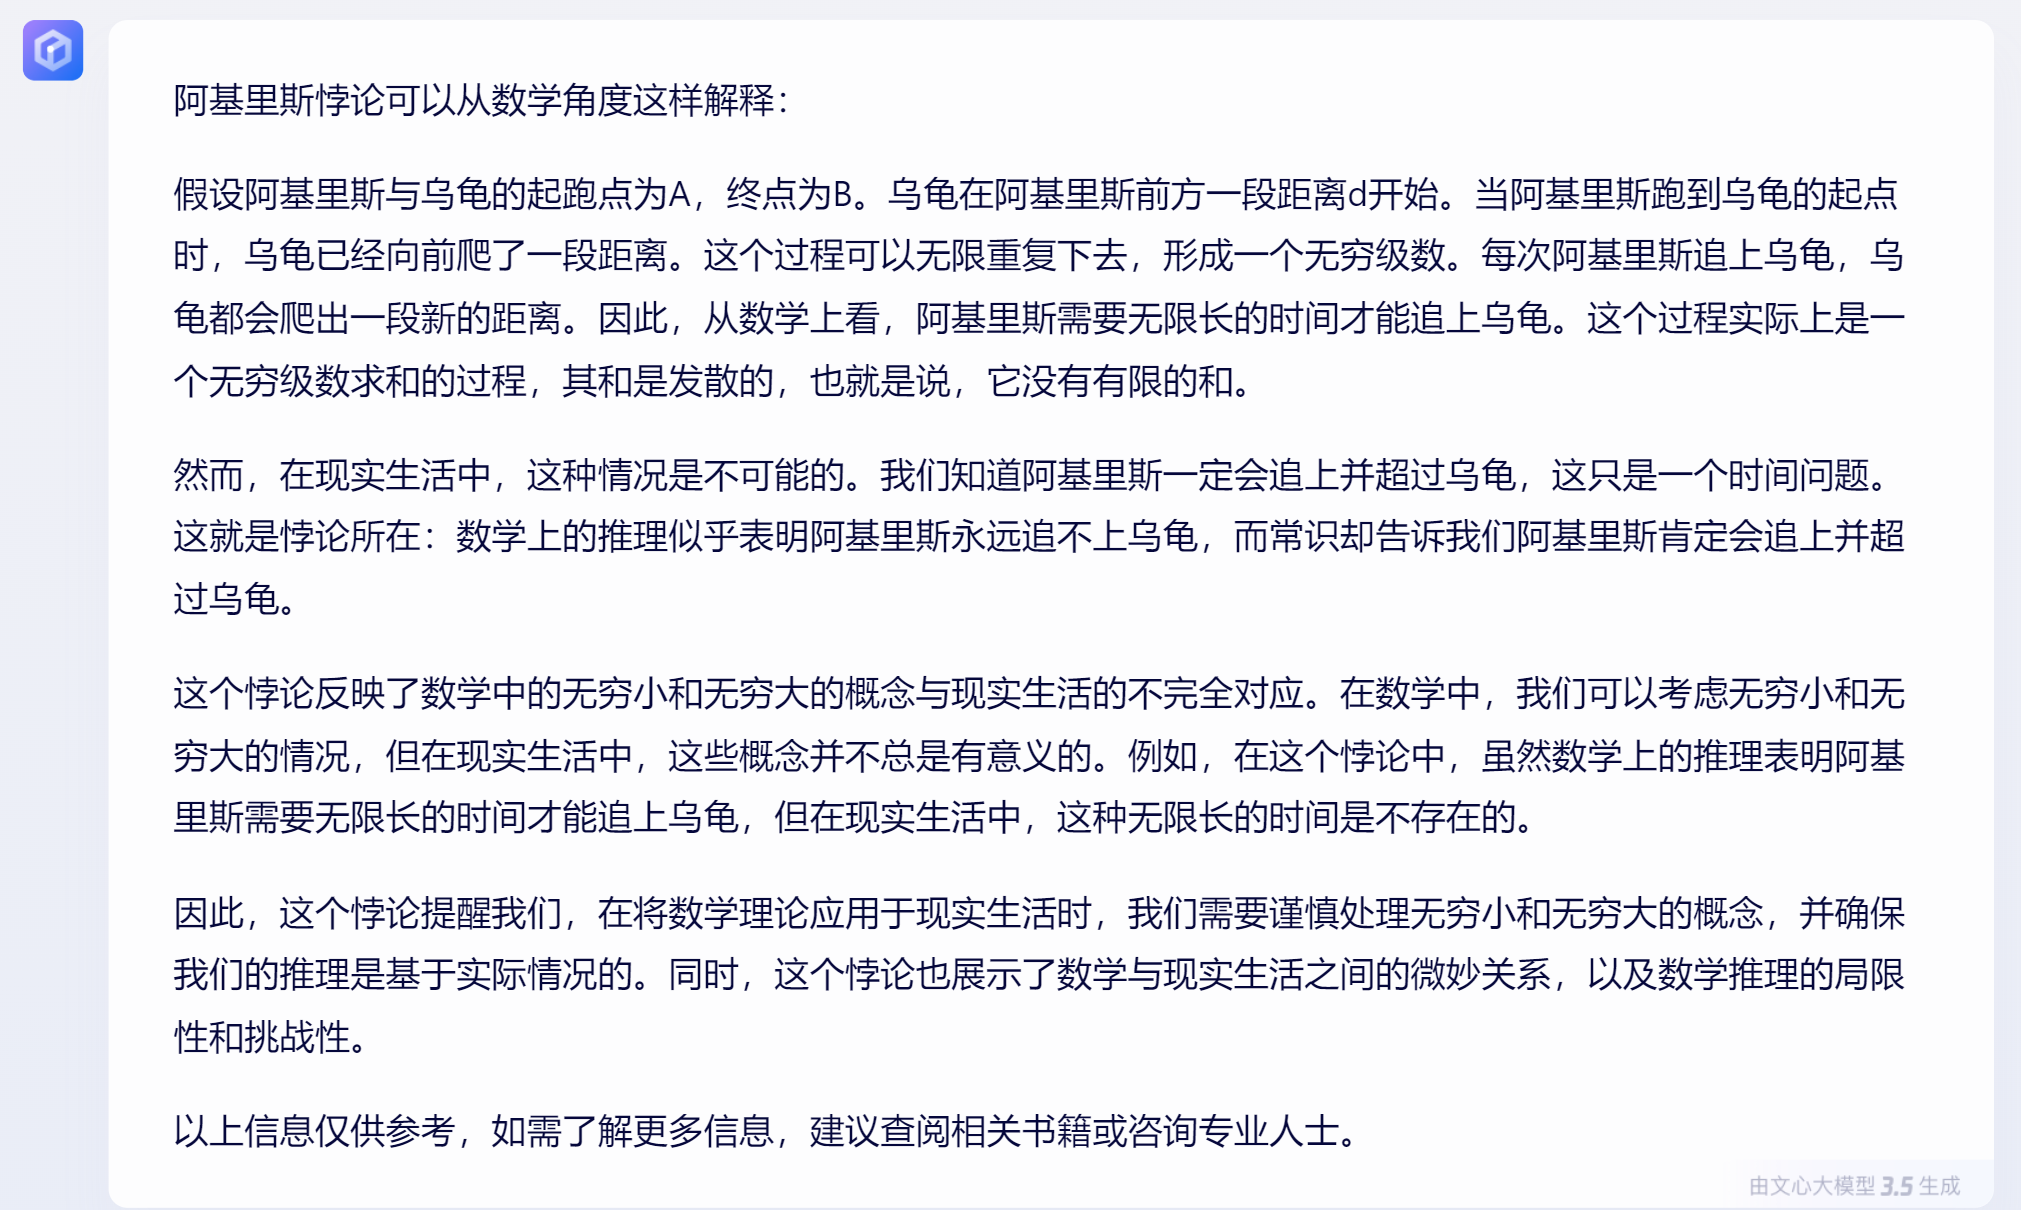 阿基里斯悖论可以从数学角度这样解释：
假设阿基里斯与乌龟的起跑点为A，终点为B。乌龟在阿基里斯前方一段距离d开始。当阿基里斯跑到乌龟的起点
时，乌龟已经向前爬了一段距离。这个过程可以无限重复下去，形成一个无穷级数。每次阿基里斯追上乌龟，乌
龟都会爬出一段新的距离。因此，从数学上看，阿基里斯需要无限长的时间才能追上乌龟。这个过程实际上是一
个无穷级数求和的过程，其和是发散的，也就是说，它没有有限的和。
然而，在现实生活中，这种情况是不可能的。我们知道阿基里斯一定会追上并超过乌龟，这只是一个时间问题。
这就是悖论所在：数学上的推理似乎表明阿基里斯永远追不上乌龟，而常识却告诉我们阿基里斯肯定会追上并超
过乌龟。
这个悖论反映了数学中的无穷小和无穷大的概念与现实生活的不完全对应。在数学中，我们可以考虑无穷小和无
穷大的情况，但在现实生活中，这些概念并不总是有意义的。例如，在这个悖论中，虽然数学上的推理表明阿基
里斯需要无限长的时间才能追上乌龟，但在现实生活中，这种无限长的时间是不存在的。
因此，这个悖论提醒我们，在将数学理论应用于现实生活时，我们需要谨慎处理无穷小和无穷大的概念，并确保
我们的推理是基于实际情况的。同时，这个悖论也展示了数学与现实生活之间的微妙关系，以及数学推理的局限
性和挑战性。
以上信息仅供参考，如需了解更多信息，建议查阅相关书籍或咨询专业人士。
由文心大模型 3.5 生成